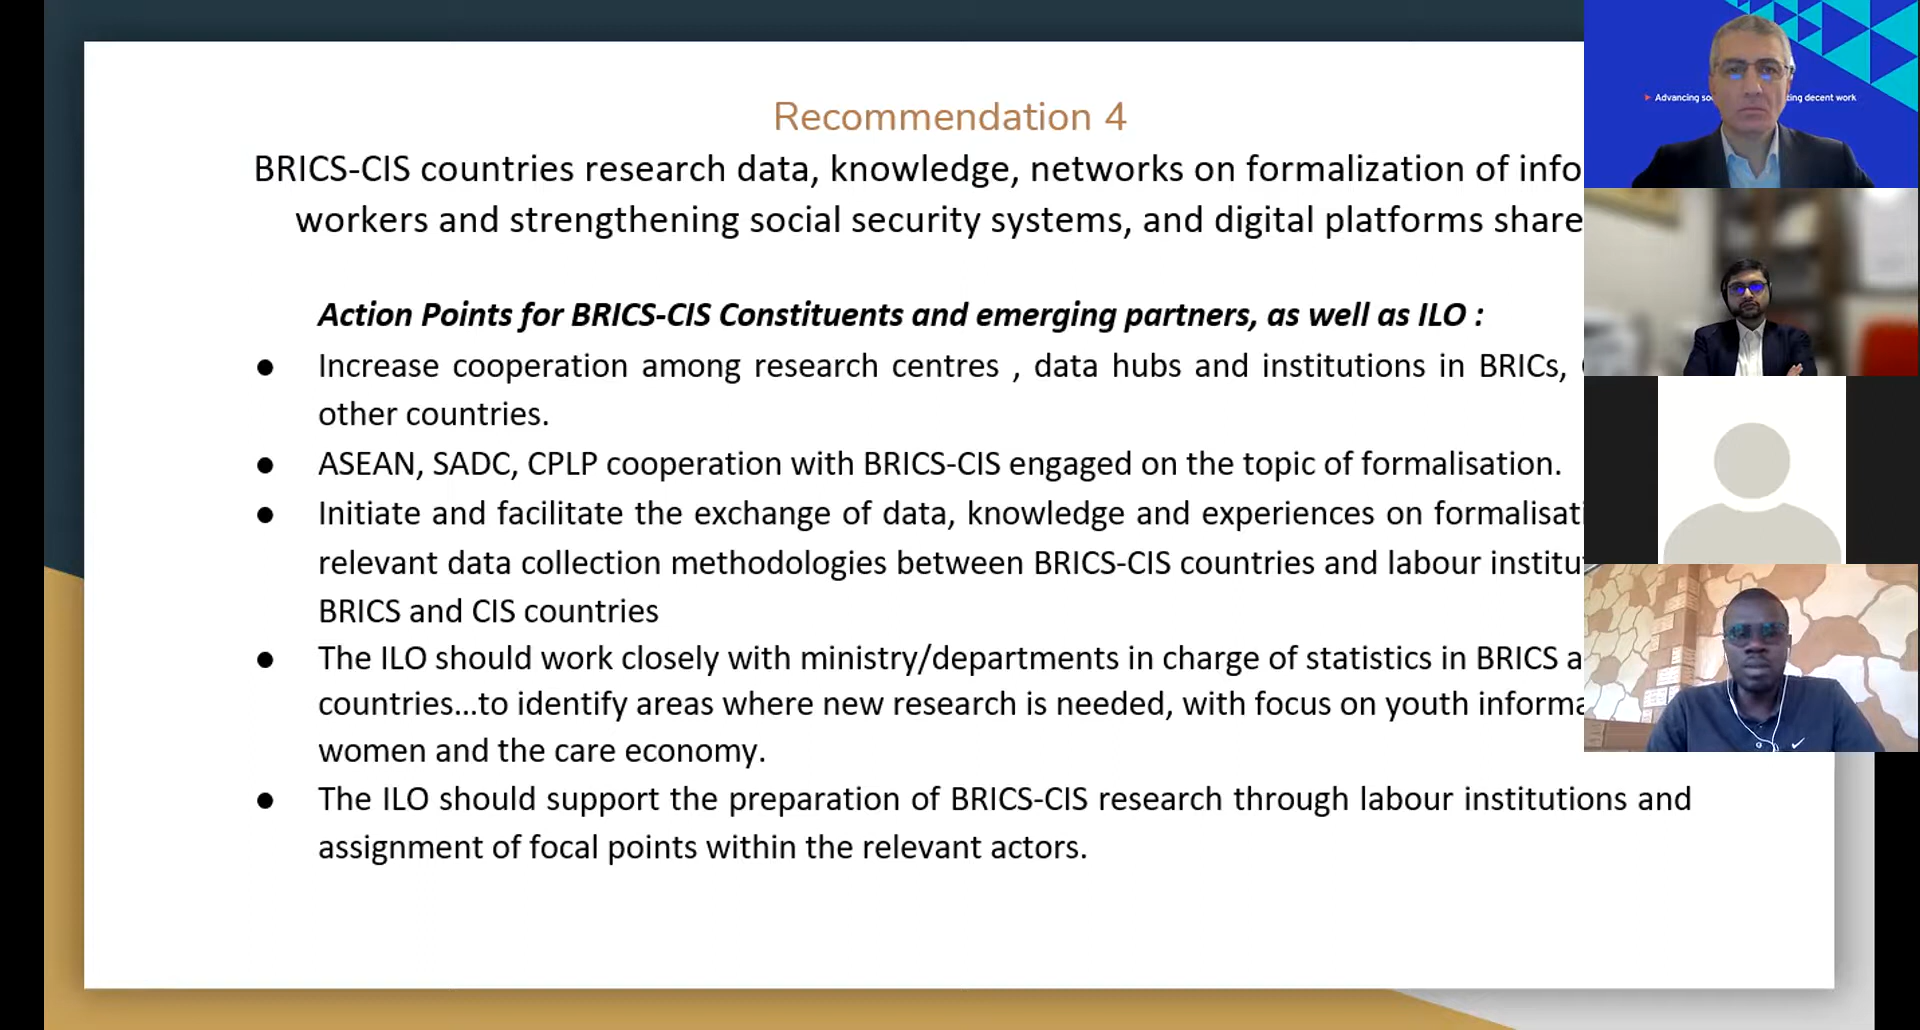 Recommendation 4
BRICS-CIS countries research data, knowledge, networks on formalization of info
workers and strengthening social security systems, and digital platforms share
Action Points for BRICS-CIS Constituents and emerging partners, as well as ILO :
● Increase cooperation among research centres , data hubs and institutions in BRICs,
other countries.
● ASEAN, SADC, CPLP cooperation with BRICS-CIS engaged on the topic of formalisation.
● Initiate and facilitate the exchange of data, knowledge and experiences on formalisati
relevant data collection methodologies between BRICS-CIS countries and labour institu
BRICS and CIS countries
● The ILO should work closely with ministry/departments in charge of statistics in BRICS a
countries...to identify areas where new research is needed, with focus on youth informa
women and the care economy.
● The ILO should support the preparation of BRICS-CIS research through labour institutions and
assignment of focal points within the relevant actors.
Advancing so ting decent work